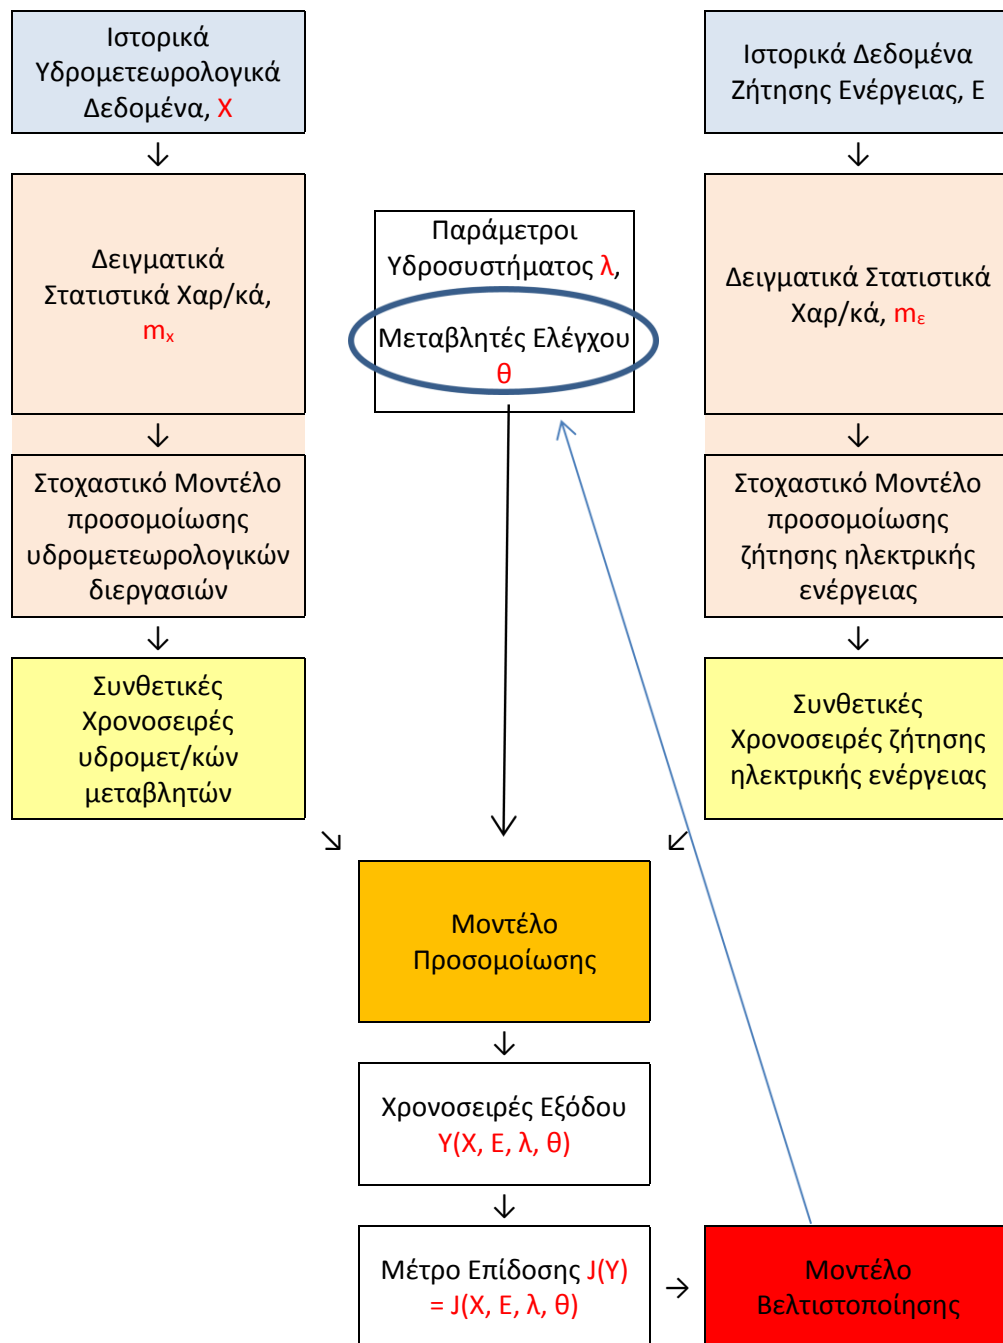 Ιστορικά
Υδρομετεωρολογικά
Δεδομένα, X
Ιστορικά Δεδομένα
Ζήτησης Ενέργειας, Ε
Δειγματικά
Στατιστικά Χαρ/κά,
mx
Παράμετροι
Υδροσυστήματος λ,
Μεταβλητές Ελέγχου
θ
Δειγματικά Στατιστικά
Χαρ/κά, mε
Στοχαστικό Μοντέλο
προσομοίωσης
υδρομετεωρολογικών
διεργασιών
Στοχαστικό Μοντέλο
προσομοίωσης
ζήτησης ηλεκτρικής
ενέργειας
Συνθετικές
Χρονοσειρές
υδρομετ/κών
μεταβλητών
Συνθετικές
Χρονοσειρές ζήτησης
ηλεκτρικής ενέργειας
Μοντέλο
Προσομοίωσης
Χρονοσειρές Εξόδου
Υ(Χ, Ε, λ, θ)
Μέτρο Επίδοσης J(Y)
= J(X, E, λ, θ)
Μοντέλο
Βελτιστοποίησης